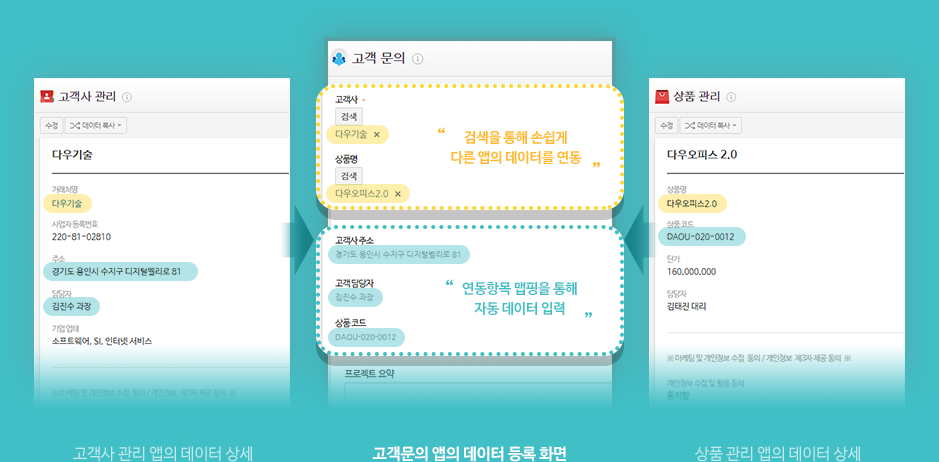 고객사 관리
수정
데이터 복사
다우기술
거래처명
다우기술
사업자 등록번호
220-81-02810
주소
경기도 용인시 수지구 디지털벨리로 81
담당자
김진수 과장
기업 업태
소프트웨어, SI, 인터넷 서비스
※ 마케팅 및 개인정보 수집 동의 / 개인정보 제3자 제공 동의 ※
고객사 관리 앱의 데이터 상세
고객 문의
고객사
검색
다우기술 ×
상품명
검색
다우오피스2.0 ×
“ 검색을 통해 손쉽게
다른 앱의 데이터를 연동 ”
고객사 주소
경기도 용인시 수지구 디지털벨리로 81
고객 담당자
김진수 과장
상품 코드
DAOU-020-0012
“ 연동항목 맵핑을 통해
자동 데이터 입력 ”
프로젝트 요약
고객문의 앱의 데이터 등록 화면
상품 관리
수정
데이터 복사
다우오피스 2.0
상품명
다우오피스2.0
상품 코드
DAOU-020-0012
단가
160,000,000
담당자
김태진 대리
※ 마케팅 및 개인정보 수집 동의 / 개인정보 제3자 제공 동의 ※
개인정보 수집 및 활용 동의
동의함
상품 관리 앱의 데이터 상세